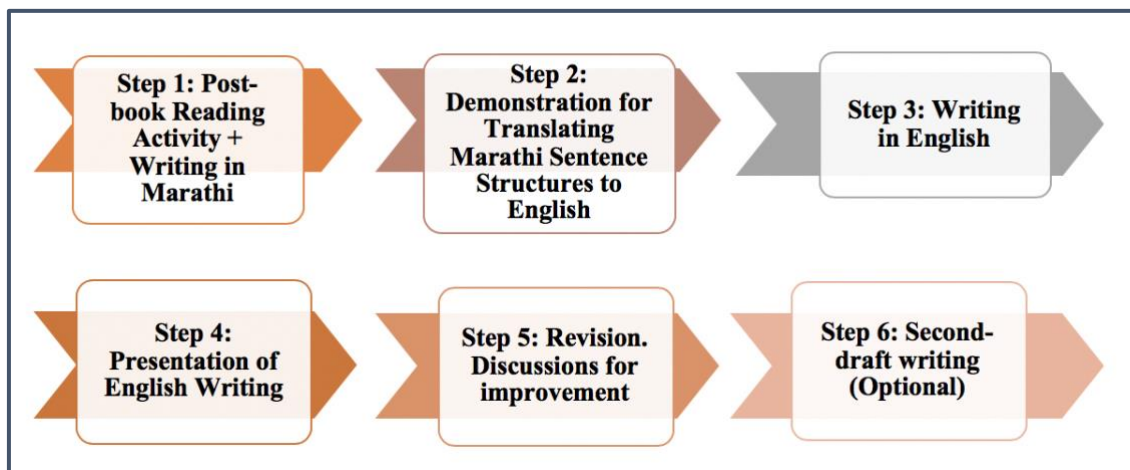 Step 1: Post-
book Reading
Activity +
Writing in
Marathi
Step 2:
Demonstration for
Translating
Marathi Sentence
Structures to
English
Step 3: Writing
in English
Step 4:
Presentation of
English Writing
Step 5: Revision.
Discussions for
improvement
Step 6: Second-
draft writing
(Optional)